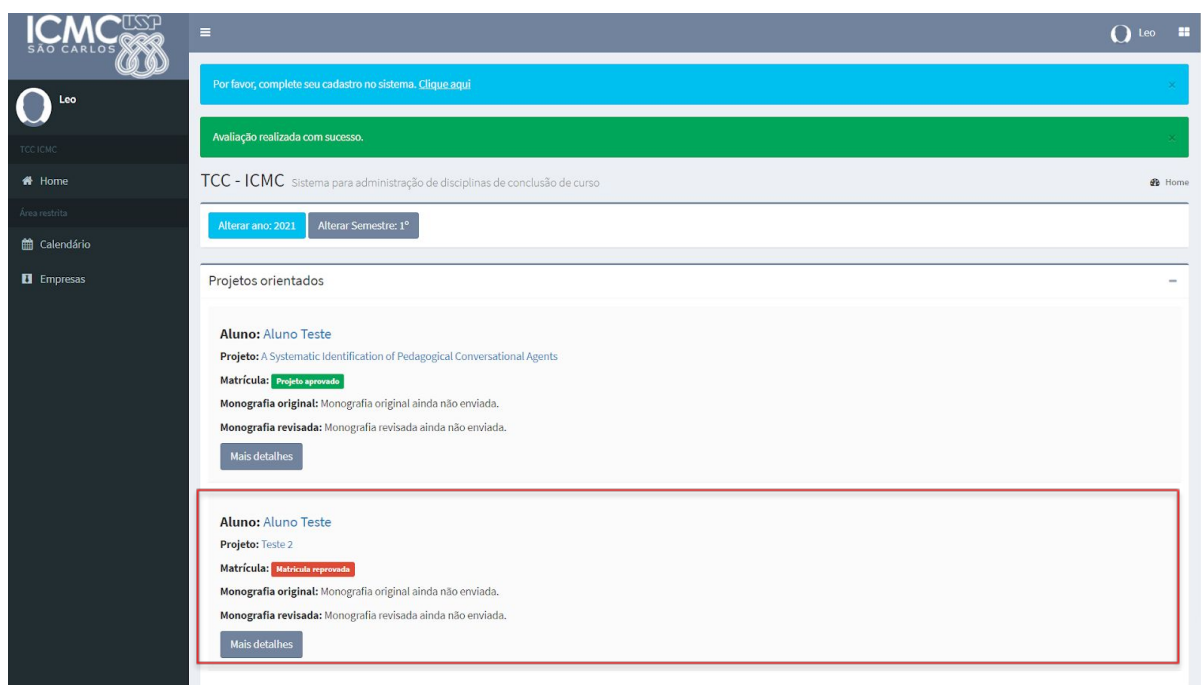 ICMC USP
SÃO CARLOS
Leo
Leo
TCC ICMC
Home
Área restrita
Calendário
Empresas
Por favor, complete seu cadastro no sistema. Clique aqui ×
Avaliação realizada com sucesso. ×
TCC - ICMC Sistema para administração de disciplinas de conclusão de curso Home
Alterar ano: 2021 Alterar Semestre: 1º
Projetos orientados
Aluno: Aluno Teste
Projeto: A Systematic Identification of Pedagogical Conversational Agents
Matrícula: Projeto aprovado
Monografia original: Monografia original ainda não enviada.
Monografia revisada: Monografia revisada ainda não enviada.
Mais detalhes
Aluno: Aluno Teste
Projeto: Teste 2
Matrícula: Matrícula reprovada
Monografia original: Monografia original ainda não enviada.
Monografia revisada: Monografia revisada ainda não enviada.
Mais detalhes